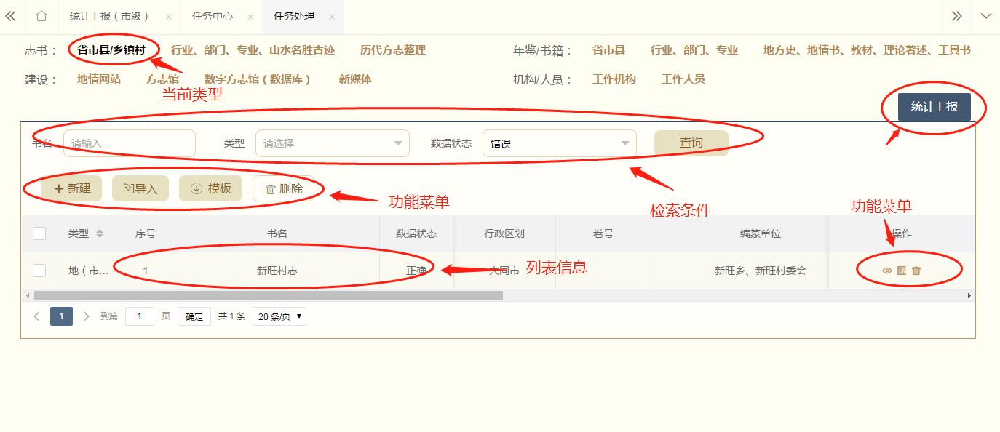 统计上报（市级） × 任务中心 × 任务处理 ×
志书： 省市县/乡镇村 行业、部门、专业、山水名胜古迹 历代方志整理 年鉴/书籍： 省市县 行业、部门、专业 地方史、地情书、教材、理论著述、工具书
建设： 地情网站 方志馆 数字方志馆（数据库） 新媒体 机构/人员： 工作机构 工作人员
当前类型
统计上报
书名 请输入 类型 请选择 数据状态 错误 查询
新建 导入 模板 删除
功能菜单
检索条件
功能菜单
类型 序号 书名 数据状态 行政区划 卷号 编纂单位 操作
地（市... 1 新旺村志 正确 大同市 新旺乡、新旺村委会
列表信息
1 到第 1 页 确定 共 1 条 20 条/页